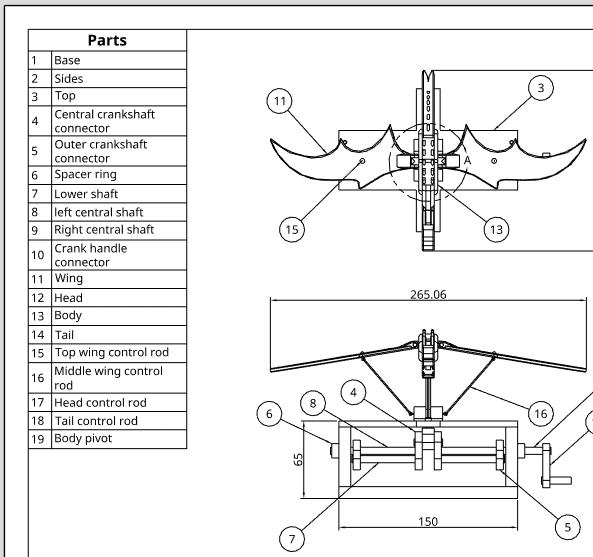 Parts
1 Base
2 Sides
3 Top
4 Central crankshaft
connector
5 Outer crankshaft
connector
6 Spacer ring
7 Lower shaft
8 left central shaft
9 Right central shaft
10 Crank handle
connector
11 Wing
12 Head
13 Body
14 Tail
15 Top wing control rod
16 Middle wing control
rod
17 Head control rod
18 Tail control rod
19 Body pivot
3
11
A
15
13
265.06
4
8
6
16
65
150
7
5